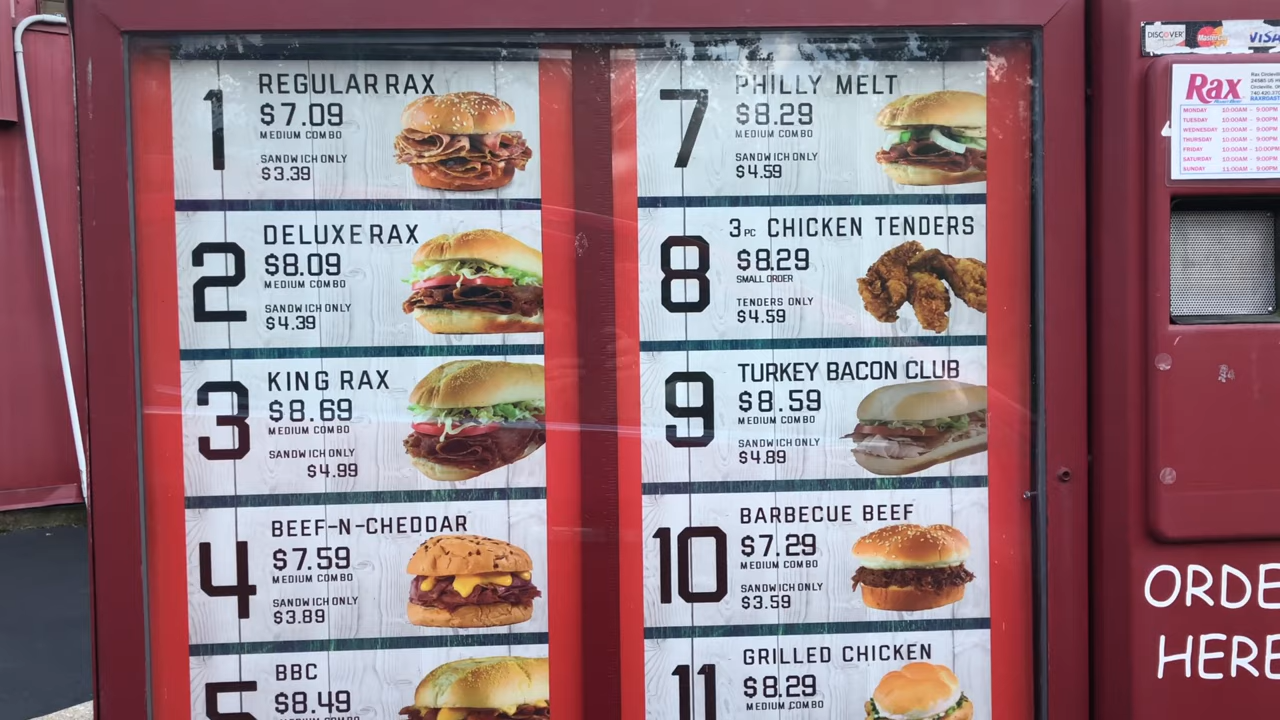 1
REGULAR RAX
$7.09
MEDIUM COMBO
SANDWICH ONLY
$3.39
2
DELUXE RAX
$8.09
MEDIUM COMBO
SANDWICH ONLY
$4.39
3
KING RAX
$8.69
MEDIUM COMBO
SANDWICH ONLY
$4.99
4
BEEF-N-CHEDDAR
$7.59
MEDIUM COMBO
SANDWICH ONLY
$3.89
5
BBC
$8.49
MEDIUM COMBO
7
PHILLY MELT
$8.29
MEDIUM COMBO
SANDWICH ONLY
$4.59
8
3PC CHICKEN TENDERS
$8.29
SMALL ORDER
TENDERS ONLY
$4.59
9
TURKEY BACON CLUB
$8.59
MEDIUM COMBO
SANDWICH ONLY
$4.89
10
BARBECUE BEEF
$7.29
MEDIUM COMBO
SANDWICH ONLY
$3.59
11
GRILLED CHICKEN
$8.29
MEDIUM COMBO
DISCOVER MasterCard VISA
Rax
MONDAY 10:00AM - 9:00PM
TUESDAY 10:00AM - 9:00PM
WEDNESDAY 10:00AM - 9:00PM
THURSDAY 10:00AM - 9:00PM
FRIDAY 10:00AM - 10:00PM
SATURDAY 10:00AM - 9:00PM
SUNDAY 11:00AM - 9:00PM
ORDE
HERE